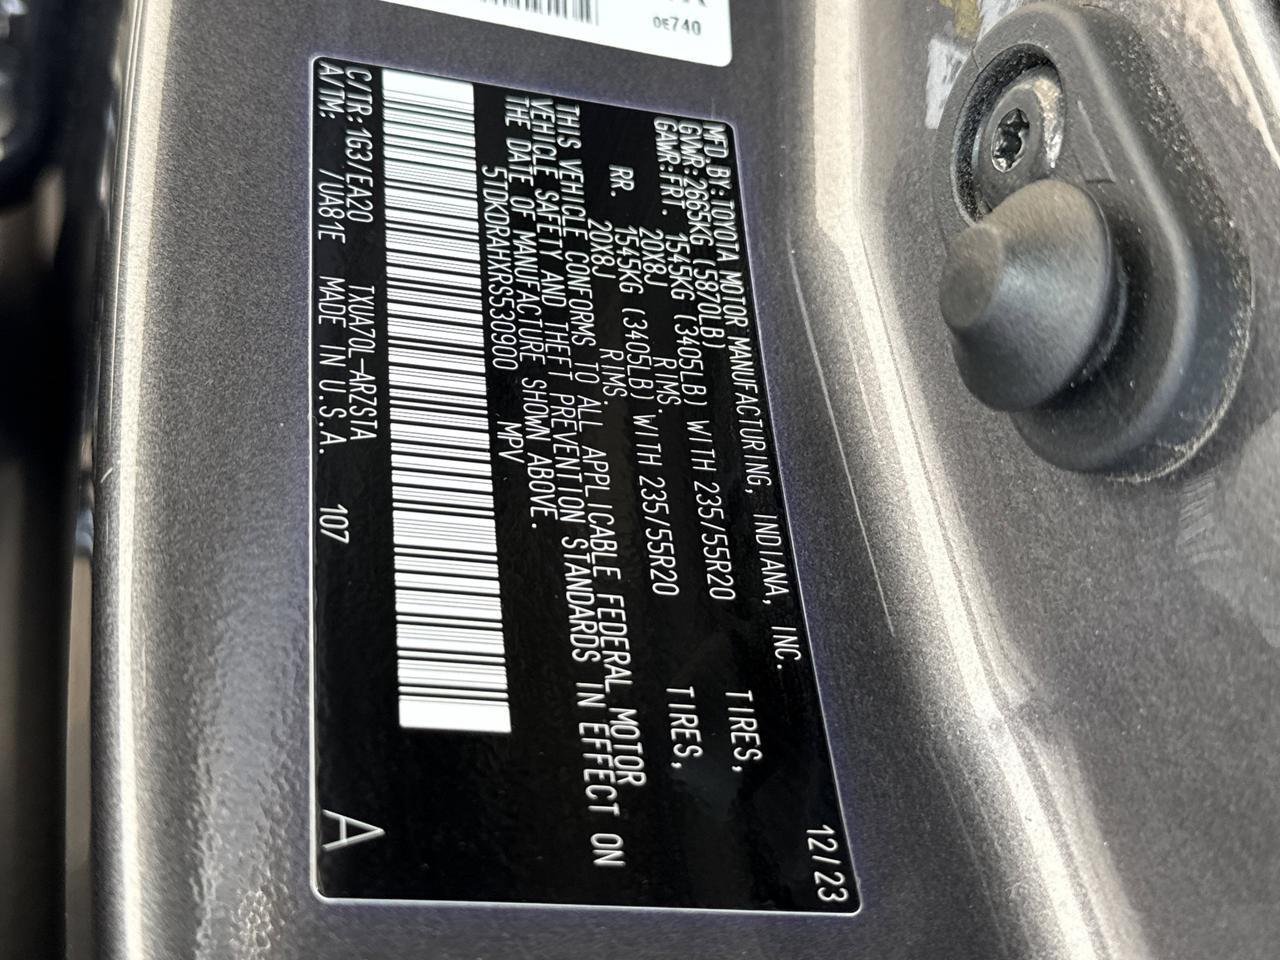 0E740
MFD.BY:TOYOTA MOTOR MANUFACTURING, INDIANA, INC. 12/23
GVWR:2665KG (5870LB)
GAWR:FRT. 1545KG (3405LB) WITH 235/55R20 TIRES,
20X8J RIMS.
RR. 1545KG (3405LB) WITH 235/55R20 TIRES,
20X8J RIMS.
THIS VEHICLE CONFORMS TO ALL APPLICABLE FEDERAL MOTOR
VEHICLE SAFETY AND THEFT PREVENTION STANDARDS IN EFFECT ON
THE DATE OF MANUFACTURE SHOWN ABOVE.
5TDKDRAHXRS530900 MPV
C/TR:1G3/EA20 TXUA70L-ARZSTA
A/TM: /UA81E MADE IN U.S.A. 107 A